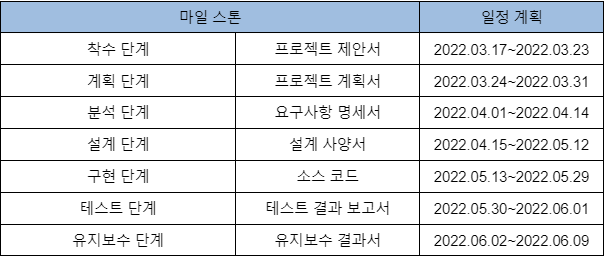 마일 스톤 일정 계획
착수 단계 프로젝트 제안서 2022.03.17~2022.03.23
계획 단계 프로젝트 계획서 2022.03.24~2022.03.31
분석 단계 요구사항 명세서 2022.04.01~2022.04.14
설계 단계 설계 사양서 2022.04.15~2022.05.12
구현 단계 소스 코드 2022.05.13~2022.05.29
테스트 단계 테스트 결과 보고서 2022.05.30~2022.06.01
유지보수 단계 유지보수 결과서 2022.06.02~2022.06.09